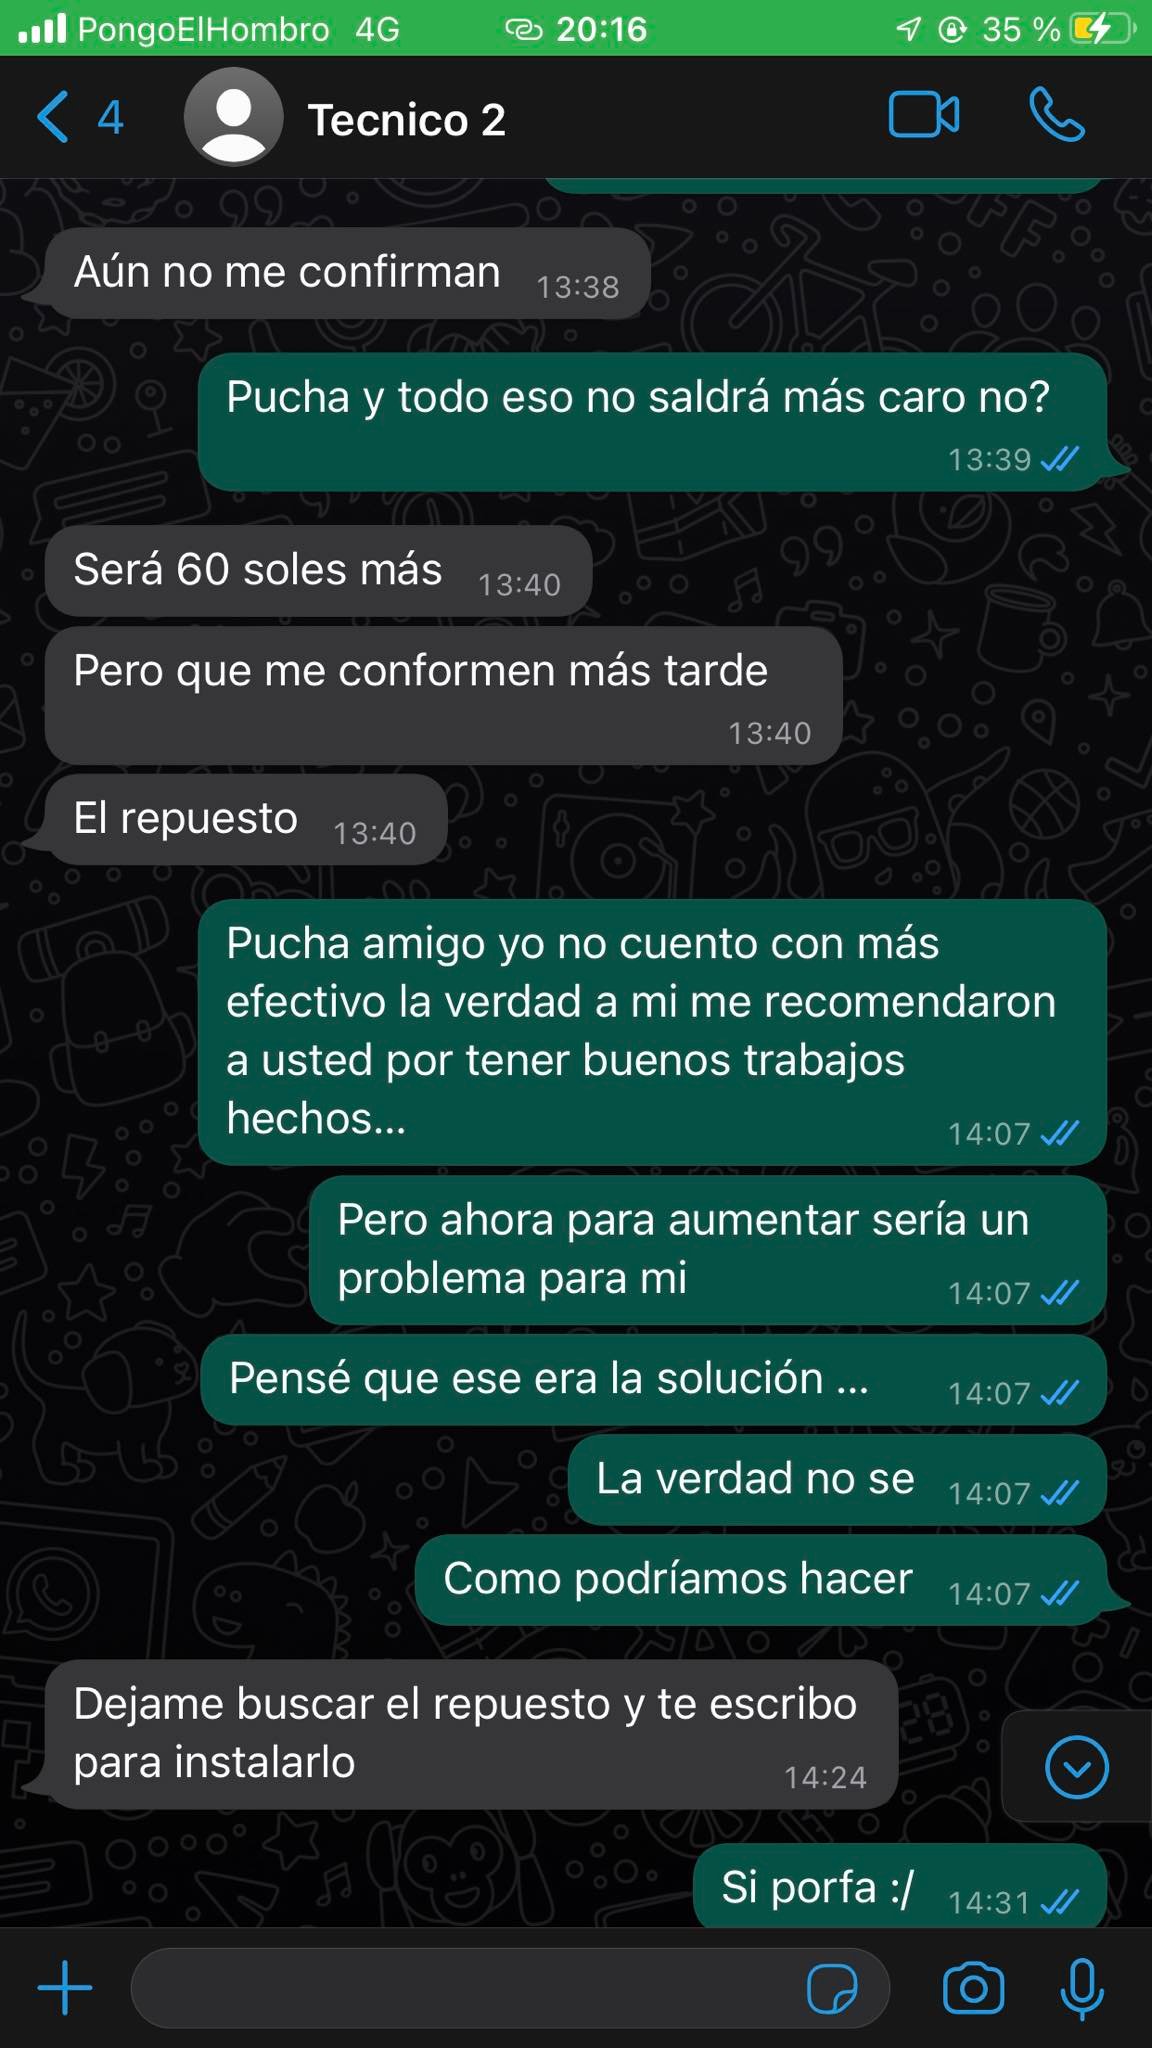 PongoElHombro 4G 20:16 35 %
4 Tecnico 2
Aún no me confirman 13:38
Pucha y todo eso no saldrá más caro no?
13:39
Será 60 soles más 13:40
Pero que me conformen más tarde
13:40
El repuesto 13:40
Pucha amigo yo no cuento con más
efectivo la verdad a mi me recomendaron
a usted por tener buenos trabajos
hechos... 14:07
Pero ahora para aumentar sería un
problema para mi 14:07
Pensé que ese era la solución ... 14:07
La verdad no se 14:07
Como podríamos hacer 14:07
Dejame buscar el repuesto y te escribo
para instalarlo 14:24
Si porfa :/ 14:31